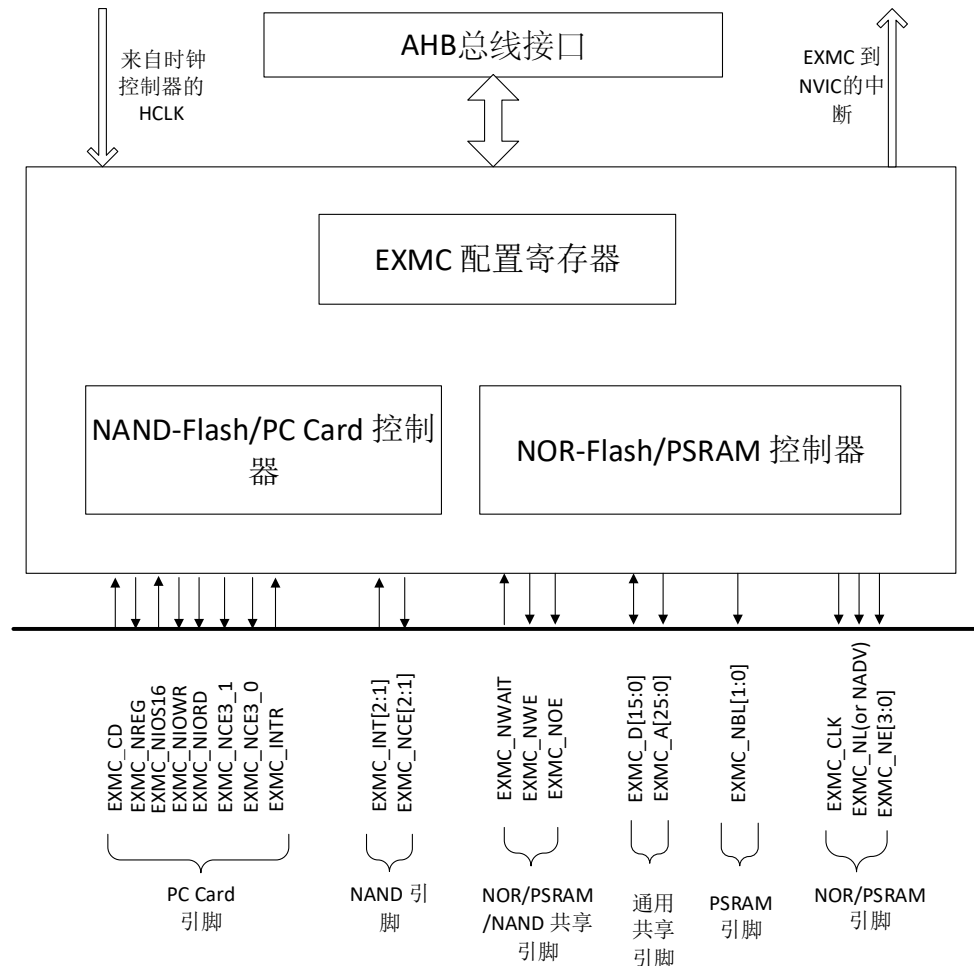 来自时钟
控制器的
HCLK
AHB总线接口
EXMC 到
NVIC的中
断
EXMC 配置寄存器
NAND-Flash/PC Card 控制
器
NOR-Flash/PSRAM 控制器
EXMC_CD
EXMC_NREG
EXMC_NIOS16
EXMC_NIOWR
EXMC_NIORD
EXMC_NCE3_1
EXMC_NCE3_0
EXMC_INTR
EXMC_INT[2:1]
EXMC_NCE[2:1]
EXMC_NWAIT
EXMC_NWE
EXMC_NOE
EXMC_D[15:0]
EXMC_A[25:0]
EXMC_NBL[1:0]
EXMC_CLK
EXMC_NL(or NADV)
EXMC_NE[3:0]
PC Card
引脚
NAND 引
脚
NOR/PSRAM
/NAND 共享
引脚
通用
共享
引脚
PSRAM
引脚
NOR/PSRAM
引脚